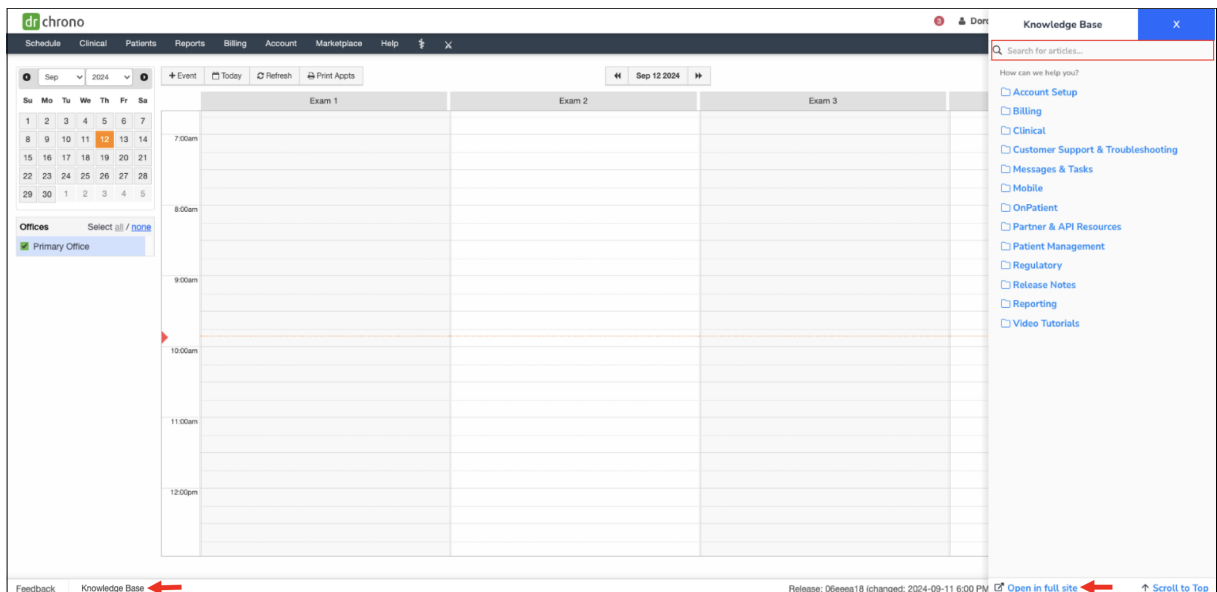 dr chrono
3
Dord
Knowledge Base
X
Schedule Clinical Patients Reports Billing Account Marketplace Help
Search for articles...
How can we help you?
Account Setup
Billing
Clinical
Customer Support & Troubleshooting
Messages & Tasks
Mobile
OnPatient
Partner & API Resources
Patient Management
Regulatory
Release Notes
Reporting
Video Tutorials
Sep 2024
+ Event Today Refresh Print Appts
Sep 12 2024
Su Mo Tu We Th Fr Sa
1 2 3 4 5 6 7
8 9 10 11 12 13 14
15 16 17 18 19 20 21
22 23 24 25 26 27 28
29 30 1 2 3 4 5
Offices Select all / none
Primary Office
Exam 1 Exam 2 Exam 3
7:00am
8:00am
9:00am
10:00am
11:00am
12:00pm
Feedback Knowledge Base
Release: 06eeea18 (changed: 2024-09-11 6:00 PM
Open in full site
Scroll to Top